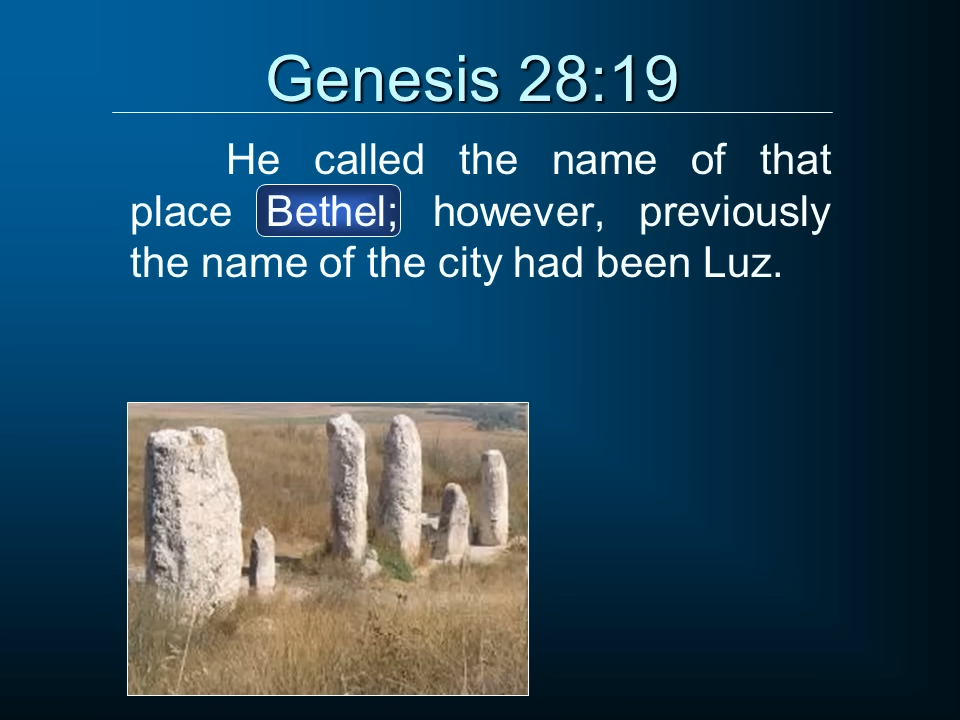 Genesis 28:19
He called the name of that
place Bethel; however, previously
the name of the city had been Luz.